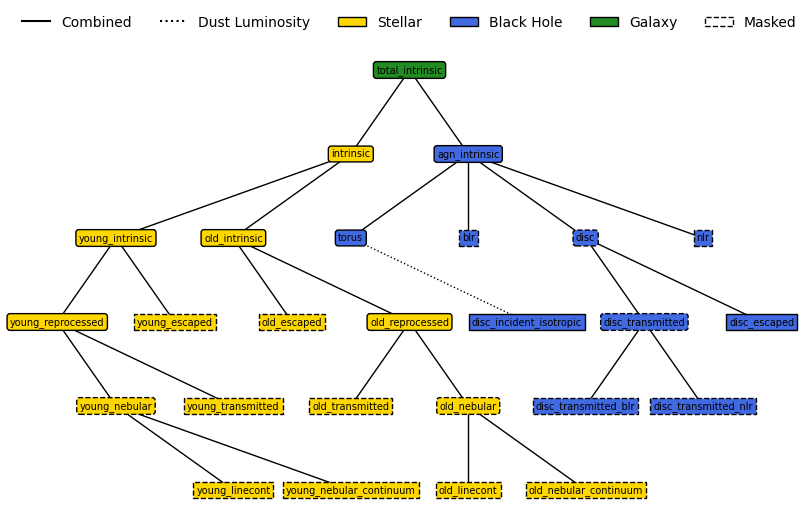 Combined Dust Luminosity Stellar Black Hole Galaxy Masked
total_intrinsic
intrinsic agn_intrinsic
young_intrinsic old_intrinsic torus blr disc nlr
young_reprocessed young_escaped old_escaped old_reprocessed disc_incident_isotropic disc_transmitted disc_escaped
young_nebular young_transmitted old_transmitted old_nebular disc_transmitted_blr disc_transmitted_nlr
young_linecont young_nebular_continuum old_linecont old_nebular_continuum